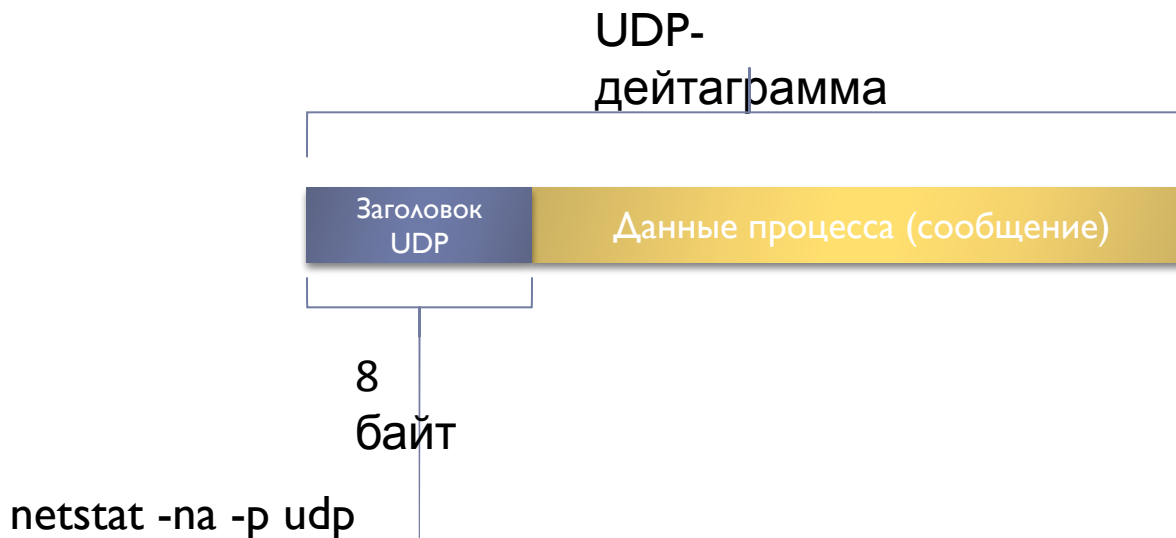 UDP-
дейтаграмма
Заголовок
UDP
Данные процесса (сообщение)
8
байт
netstat -na -p udp